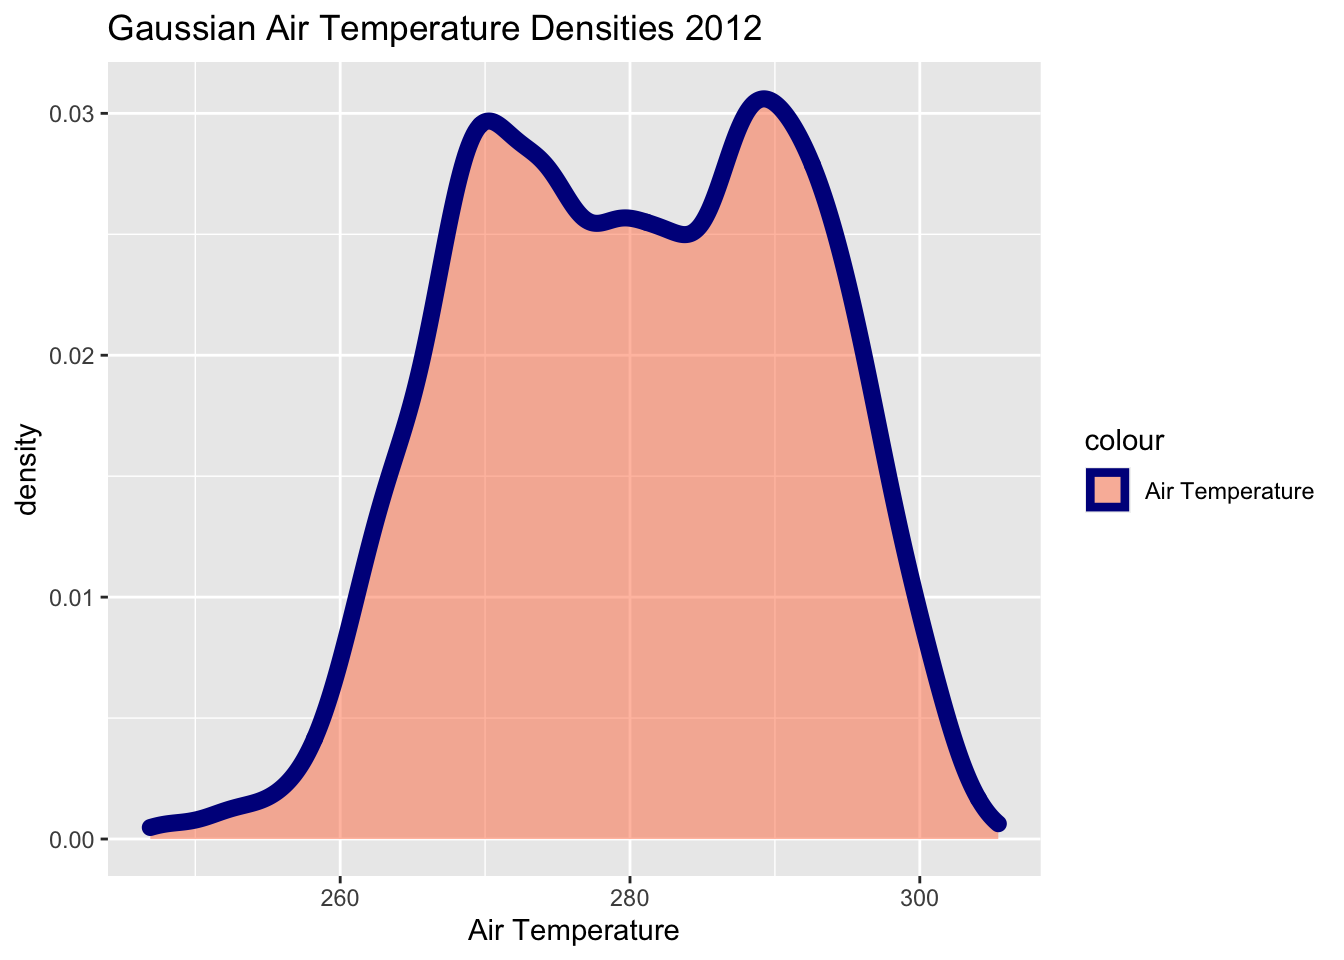 Gaussian Air Temperature Densities 2012
0.03
0.02
0.01
0.00
density
260
280
300
Air Temperature
colour
Air Temperature